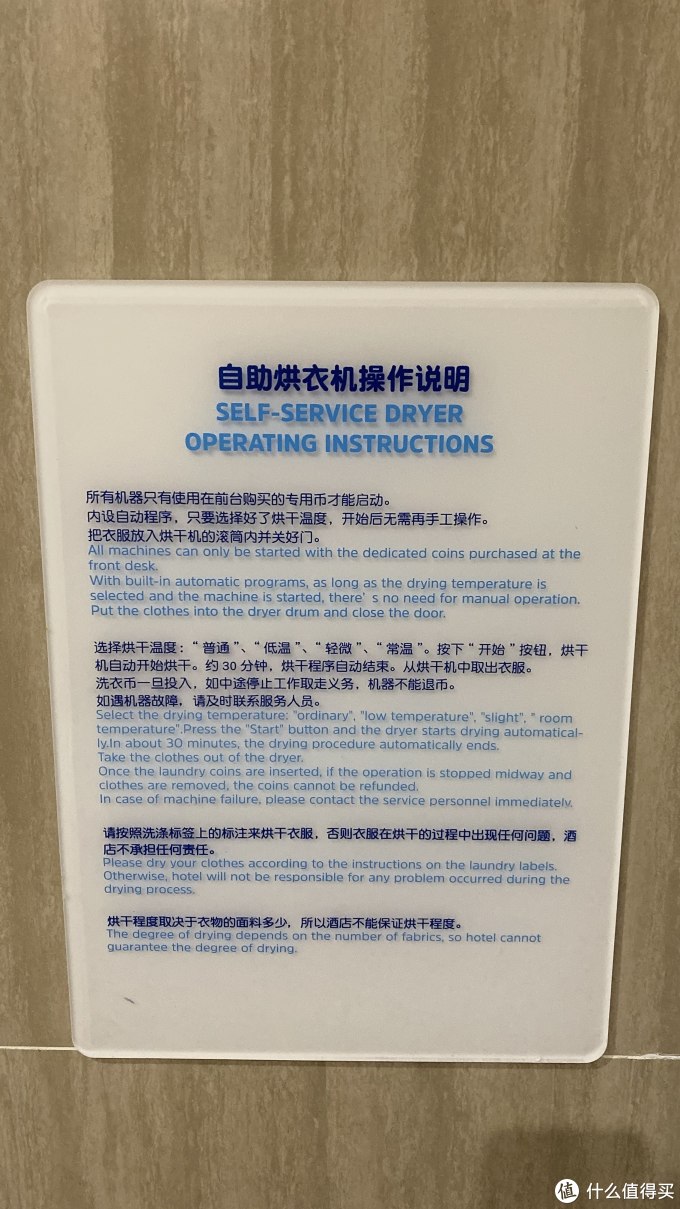 自助烘衣机操作说明
SELF-SERVICE DRYER
OPERATING INSTRUCTIONS
所有机器只有使用在前台购买的专用币才能启动。
内设自动程序，只要选择好了烘干温度，开始后无需再手工操作。
把衣服放入烘干机的滚筒内并关好门。
All machines can only be started with the dedicated coins purchased at the
front desk.
With built-in automatic programs, as long as the drying temperature is
selected and the machine is started, there's no need for manual operation.
Put the clothes into the dryer drum and close the door.
选择烘干温度：“普通”、“低温”、“轻微”、“常温”。按下“开始”按钮，烘干
机自动开始烘干。约 30 分钟，烘干程序自动结束。从烘干机中取出衣服。
洗衣币一旦投入，如中途停止工作取走义务，机器不能退币。
如遇机器故障，请及时联系服务人员。
Select the drying temperature: "ordinary", "low temperature", "slight", " room
temperature".Press the "Start" button and the dryer starts drying automatical-
ly.In about 30 minutes, the drying procedure automatically ends.
Take the clothes out of the dryer.
Once the laundry coins are inserted, if the operation is stopped midway and
clothes are removed, the coins cannot be refunded.
In case of machine failure, please contact the service personnel immediately.
请按照洗涤标签上的标注来烘干衣服，否则衣服在烘干的过程中出现任何问题，酒
店不承担任何责任。
Please dry your clothes according to the instructions on the laundry labels.
Otherwise, hotel will not be responsible for any problem occurred during the
drying process.
烘干程度取决于衣物的面料多少，所以酒店不能保证烘干程度。
The degree of drying depends on the number of fabrics, so hotel cannot
guarantee the degree of drying.
值 什么值得买